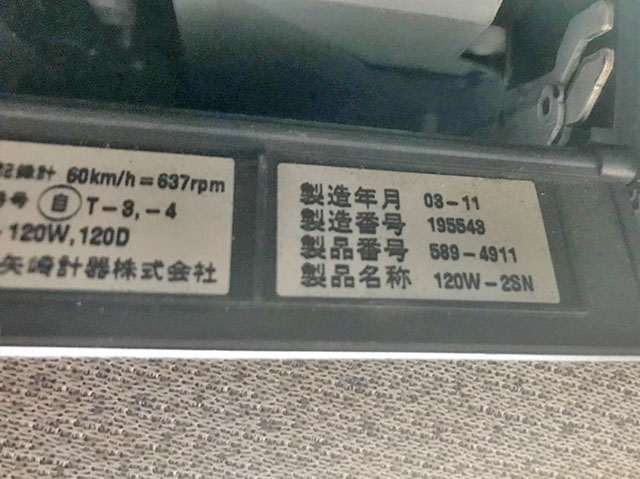 記録計 60km/h=637rpm
番号 自 T-3,-4
120W,120D
矢崎計器株式会社
製造年月 03-11
製造番号 195543
製品番号 589-4911
製品名称 120W-2SN